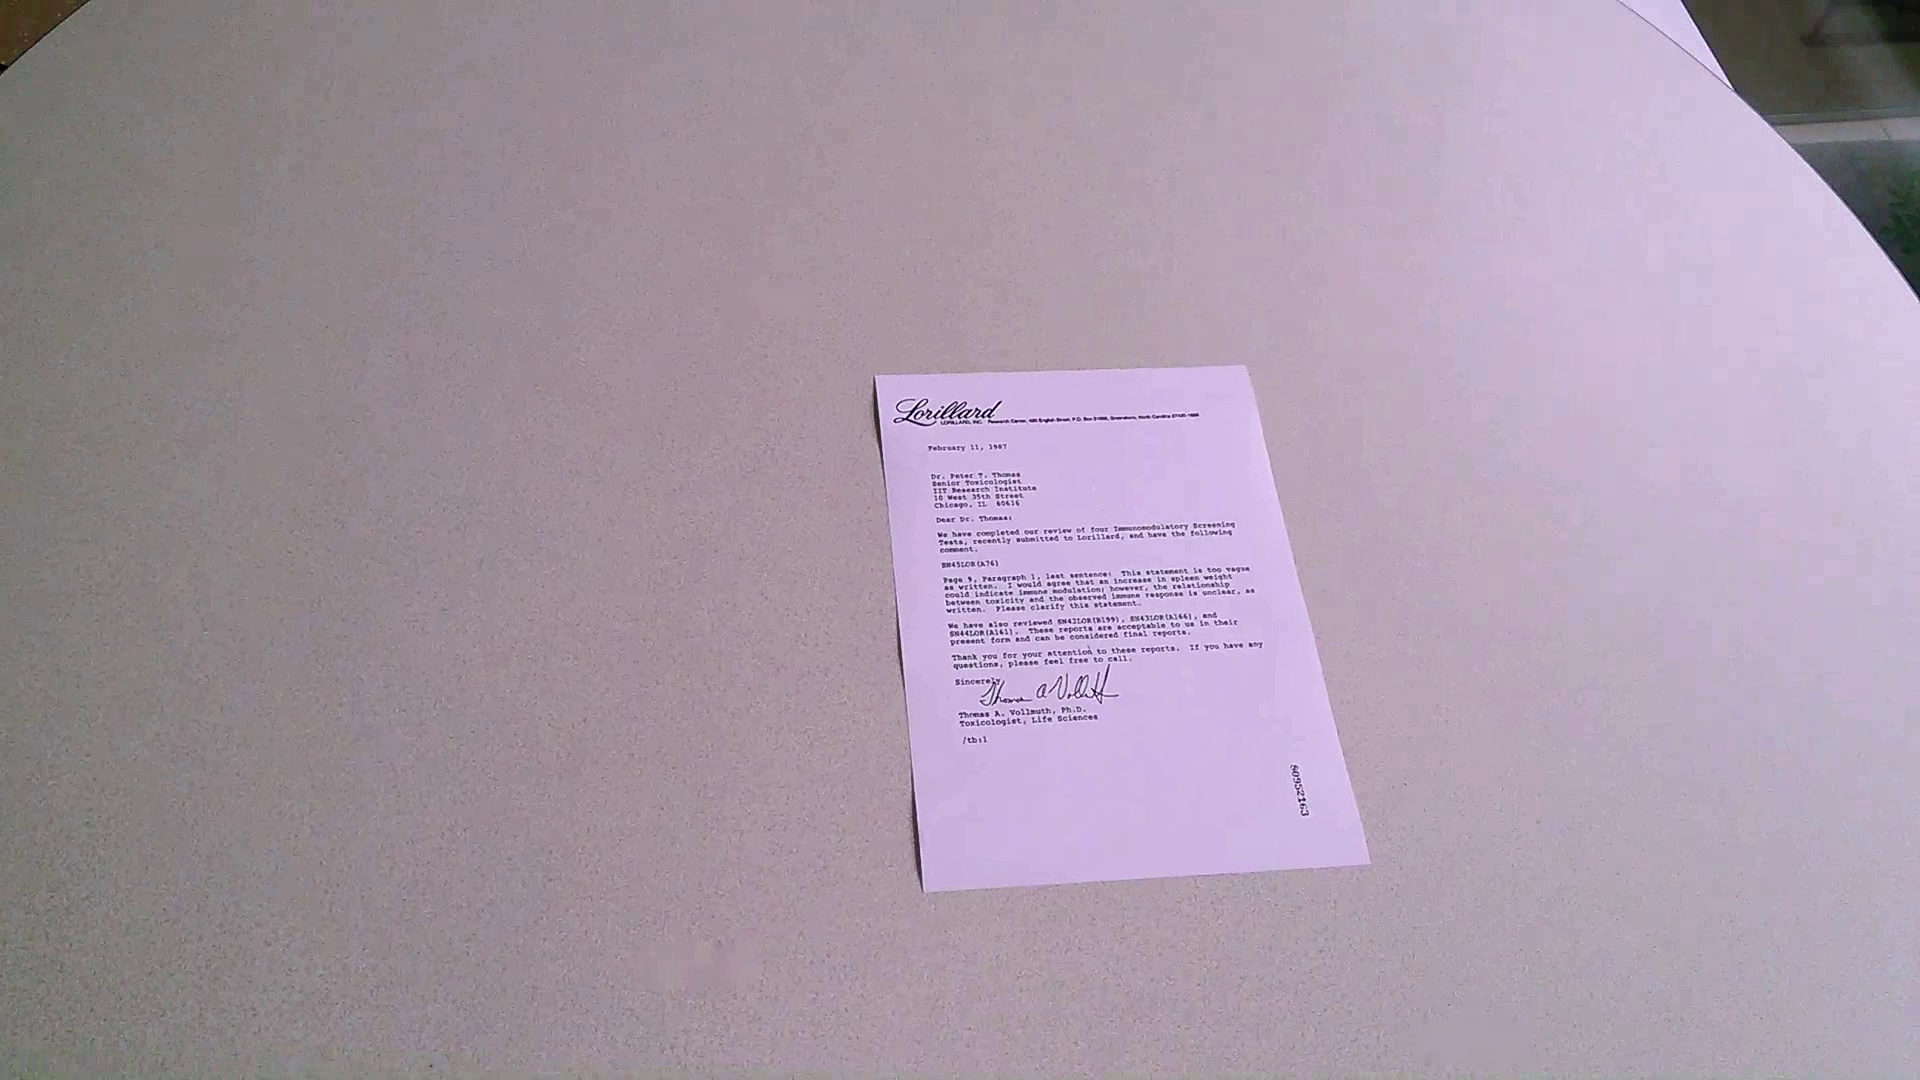 Lorillard
LORILLARD, INC. Research Center, 420 English Street, P.O. Box 21688, Greensboro, North Carolina 27420-1688
February 11, 1987
Dr. Peter T. Thomas
Senior Toxicologist
IIT Research Institute
10 West 35th Street
Chicago, IL 60616
Dear Dr. Thomas:
We have completed our review of four Immunomodulatory Screening
Tests, recently submitted to Lorillard, and have the following
comment.
SN45LOR(A76)
Page 9, Paragraph 1, last sentence: This statement is too vague
as written. I would agree that an increase in spleen weight
could indicate immune modulation; however, the relationship
between toxicity and the observed immune response is unclear, as
written. Please clarify this statement.
We have also reviewed SN42LOR(B199), SN43LOR(A166), and
SN44LOR(A161). These reports are acceptable to us in their
present form and can be considered final reports.
Thank you for your attention to these reports. If you have any
questions, please feel free to call.
Sincerely,
Thomas A Vollmuth
Thomas A. Vollmuth, Ph.D.
Toxicologist, Life Sciences
/tb:1
80952163